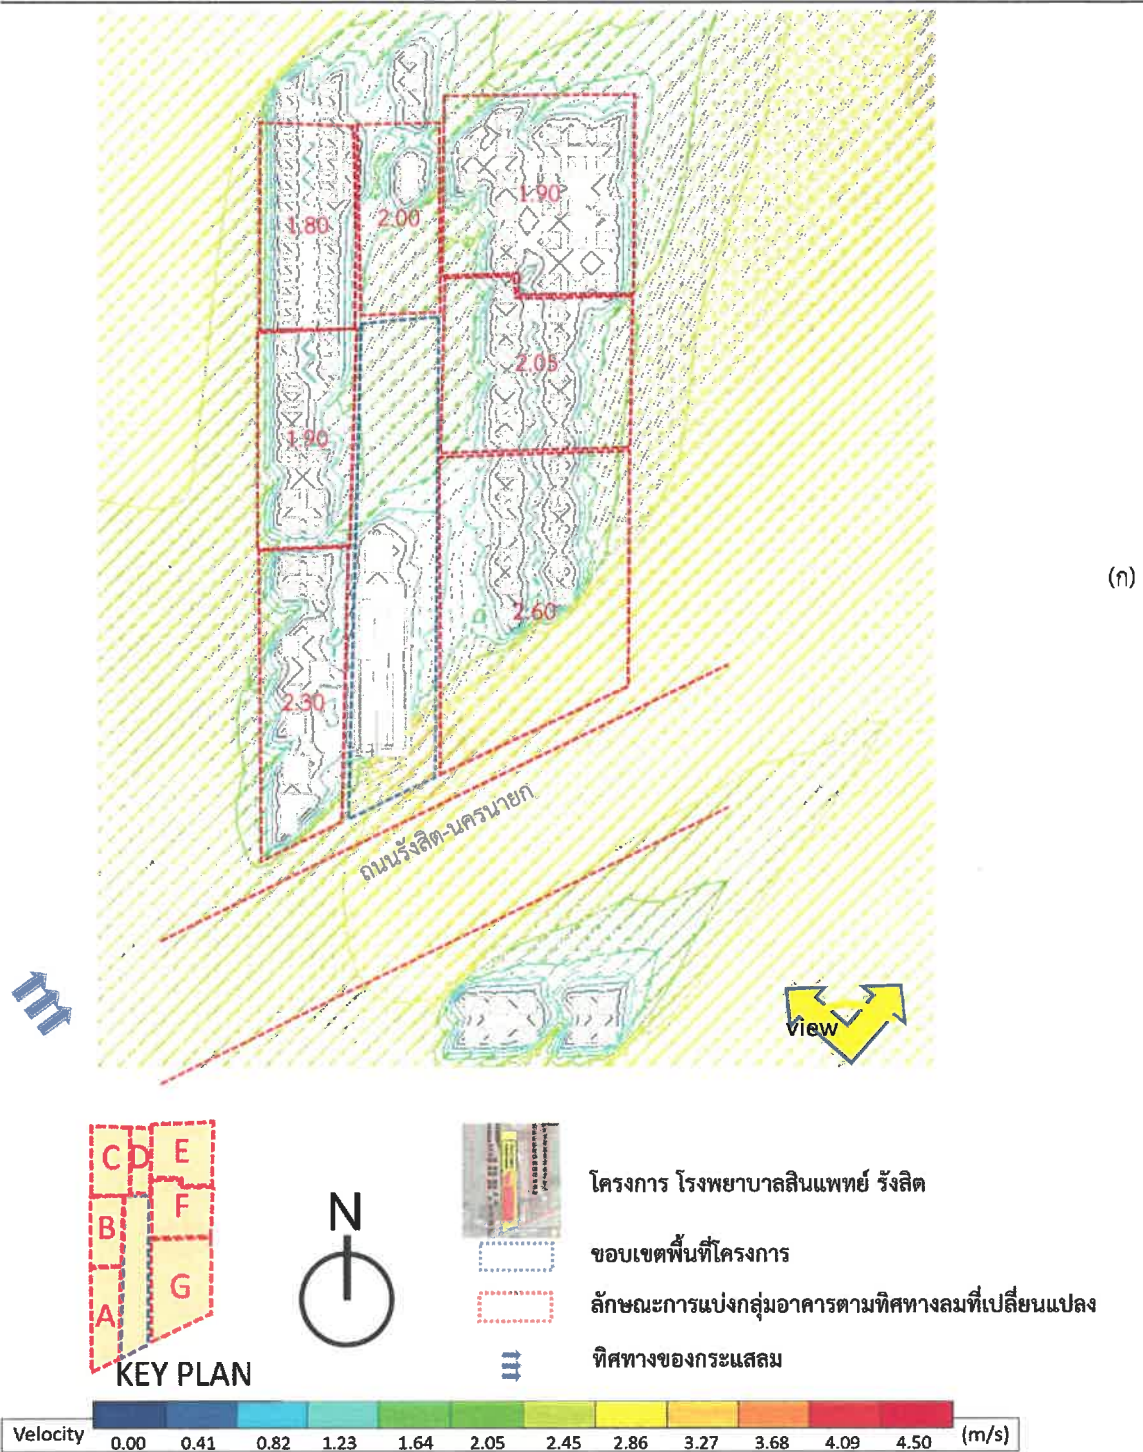 1.80
2.00
1.90
2.05
1.90
2.60
2.30
(ก)
ถนนรังสิต-นครนายก
view
C D E
B F
A G
KEY PLAN
N
โครงการ โรงพยาบาลสินแพทย์ รังสิต
ขอบเขตพื้นที่โครงการ
ลักษณะการแบ่งกลุ่มอาคารตามทิศทางลมที่เปลี่ยนแปลง
ทิศทางของกระแสลม
Velocity 0.00 0.41 0.82 1.23 1.64 2.05 2.45 2.86 3.27 3.68 4.09 4.50 (m/s)